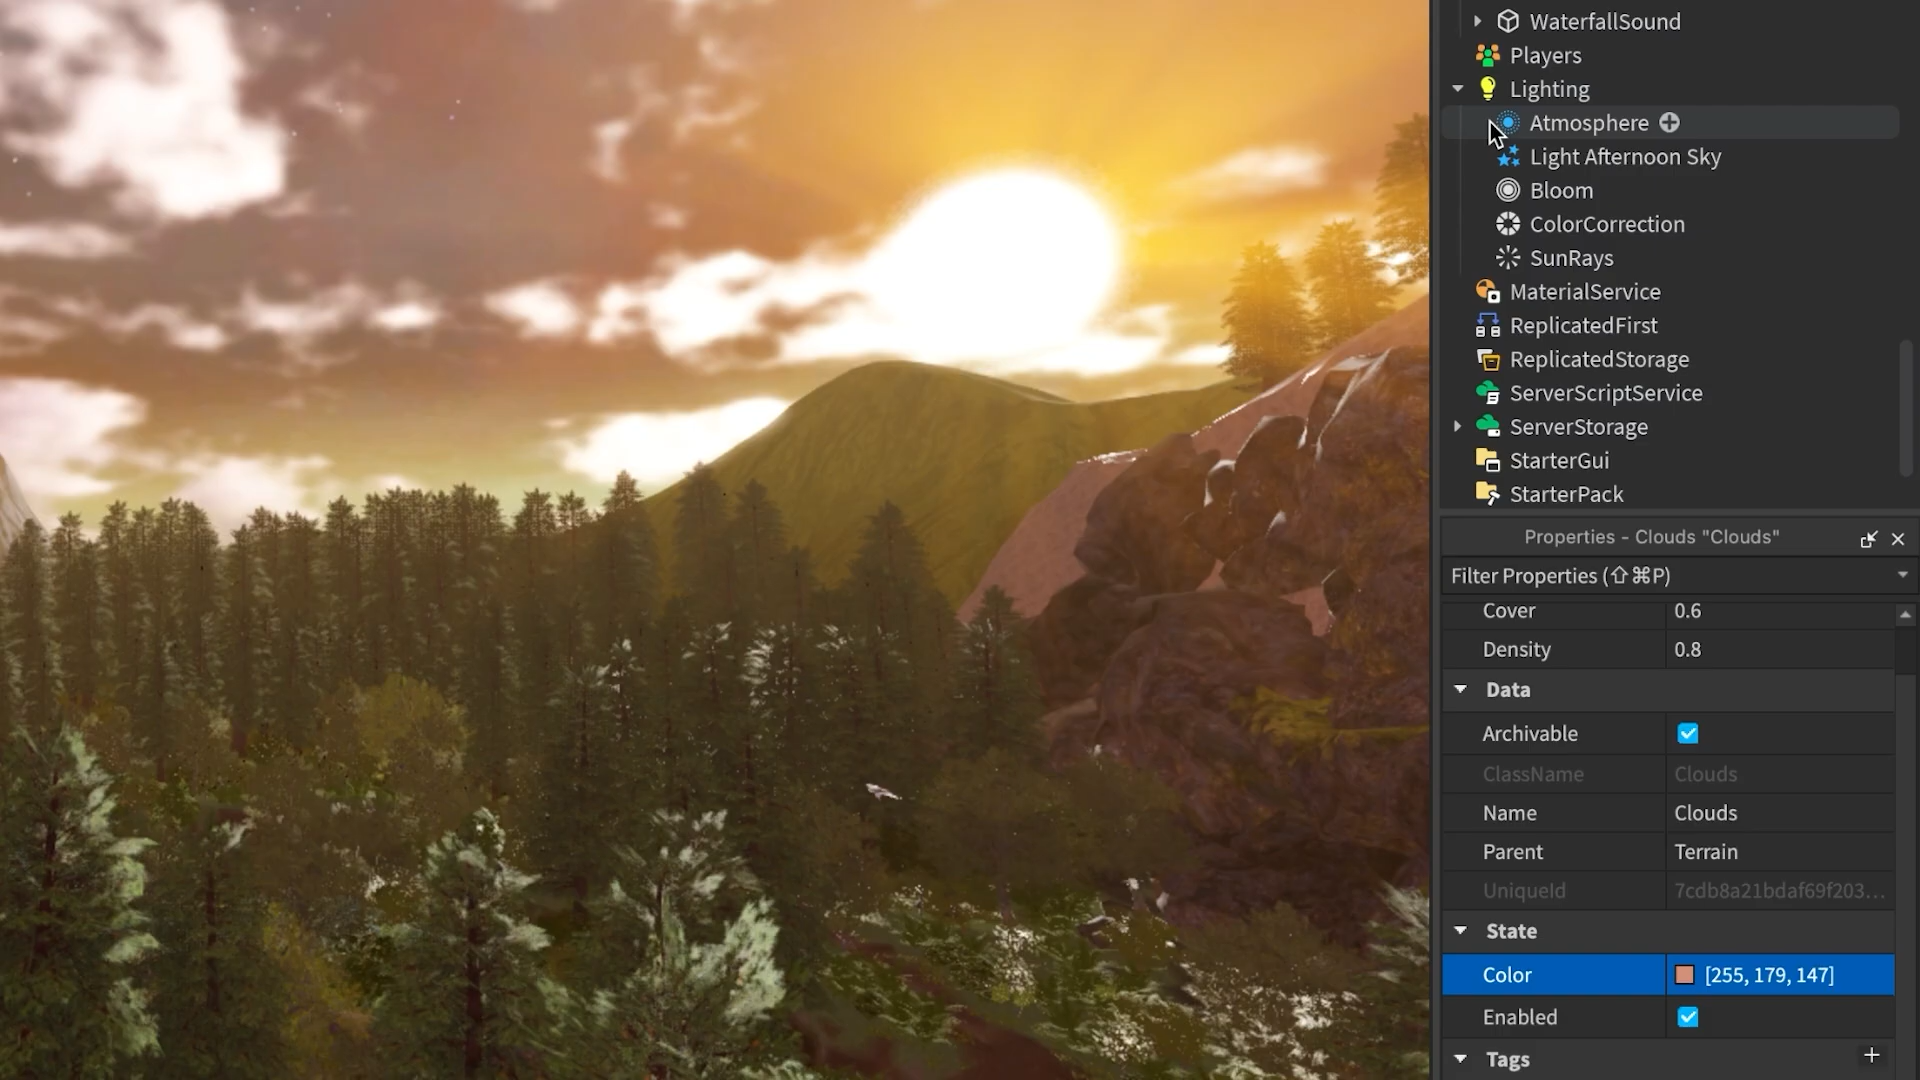 WaterfallSound
Players
Lighting
Atmosphere
Light Afternoon Sky
Bloom
ColorCorrection
SunRays
MaterialService
ReplicatedFirst
ReplicatedStorage
ServerScriptService
ServerStorage
StarterGui
StarterPack
Properties - Clouds "Clouds"
Filter Properties (⇧⌘P)
Cover 0.6
Density 0.8
Data
Archivable
ClassName Clouds
Name Clouds
Parent Terrain
UniqueId 7cdb8a21bdaf69f203...
State
Color [255, 179, 147]
Enabled
Tags